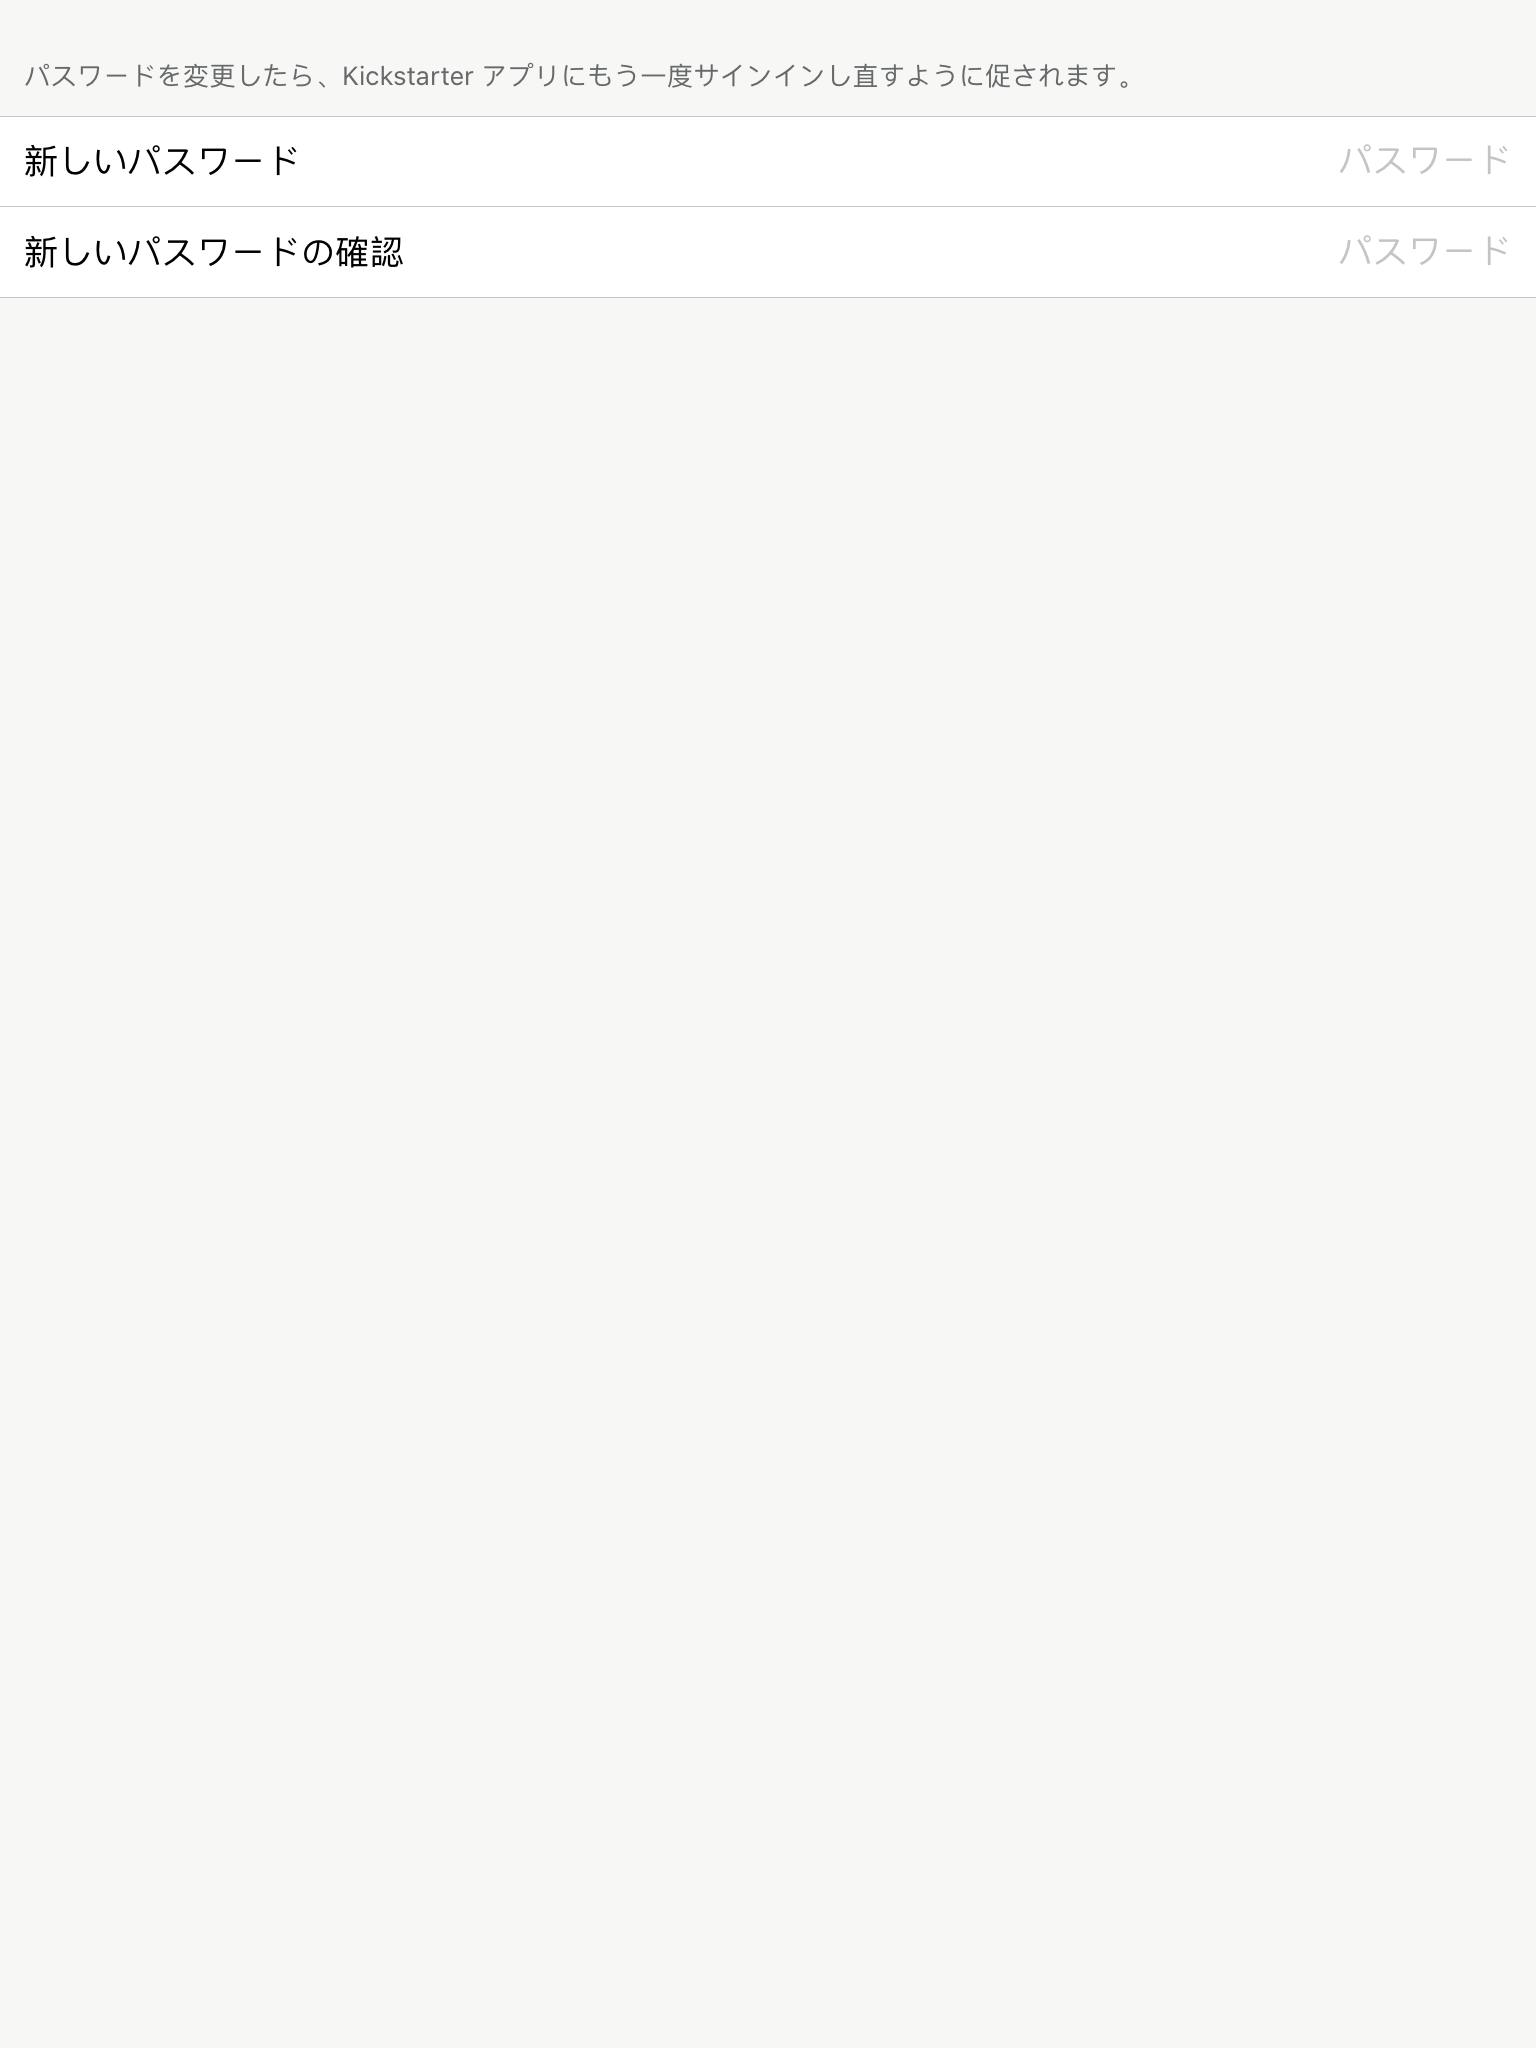 パスワードを変更したら、Kickstarter アプリにもう一度サインインし直すように促されます。
新しいパスワード パスワード
新しいパスワードの確認 パスワード